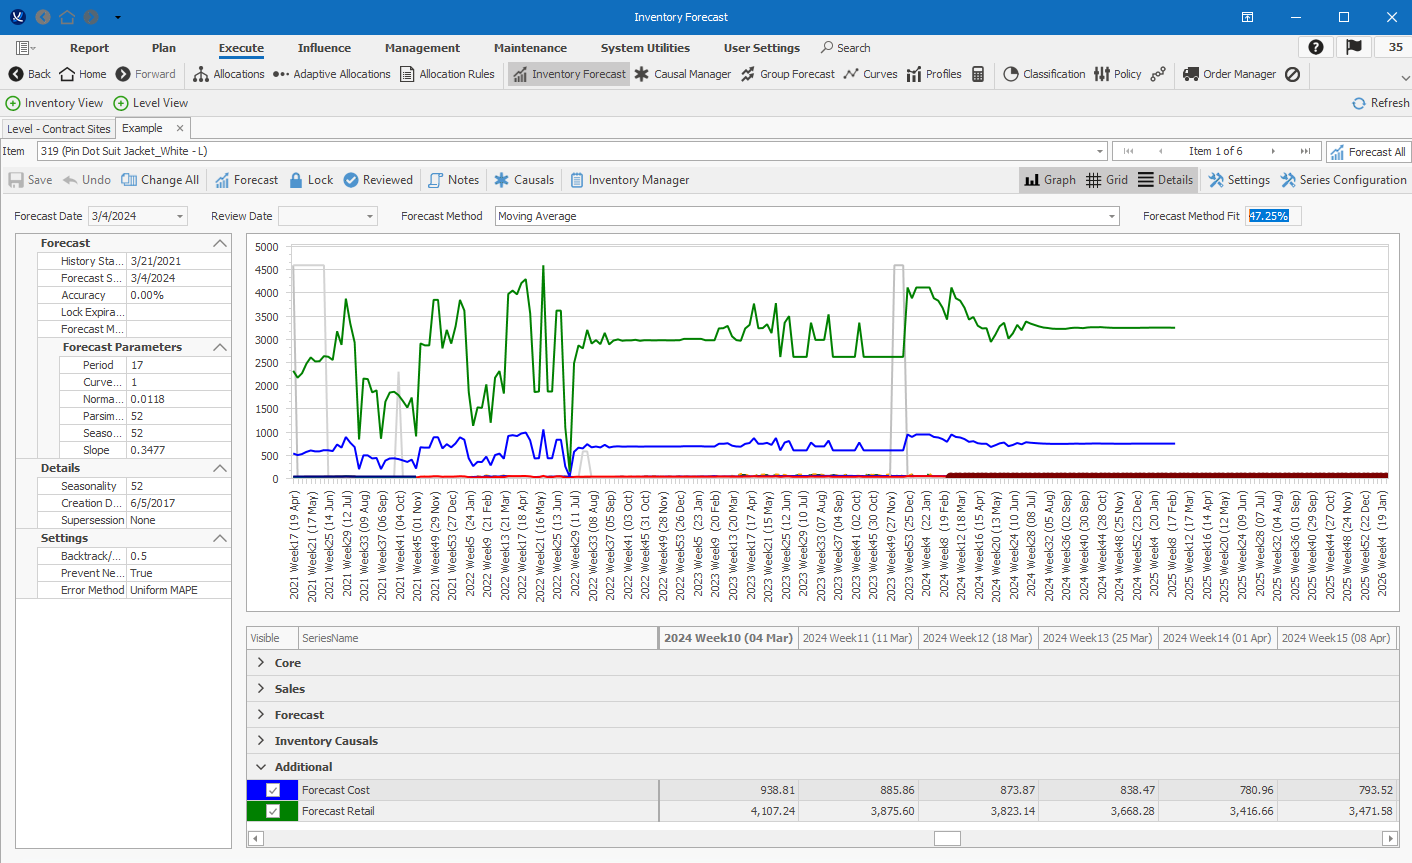 Inventory Forecast
Report Plan Execute Influence Management Maintenance System Utilities User Settings Search
35
Back Home Forward Allocations Adaptive Allocations Allocation Rules Inventory Forecast Causal Manager Group Forecast Curves Profiles Classification Policy Order Manager
Inventory View Level View Refresh
Level - Contract Sites Example ×
Item 319 (Pin Dot Suit Jacket_White - L) Item 1 of 6 Forecast All
Save Undo Change All Forecast Lock Reviewed Notes Causals Inventory Manager Graph Grid Details Settings Series Configuration
Forecast Date 3/4/2024 Review Date Forecast Method Moving Average Forecast Method Fit 47.25%
Forecast
History Sta... 3/21/2021
Forecast S... 3/4/2024
Accuracy 0.00%
Lock Expira...
Forecast M...
Forecast Parameters
Period 17
Curve... 1
Norma... 0.0118
Parsim... 52
Seaso... 52
Slope 0.3477
Details
Seasonality 52
Creation D... 6/5/2017
Supersession None
Settings
Backtrack/... 0.5
Prevent Ne... True
Error Method Uniform MAPE
5000
4500
4000
3500
3000
2500
2000
1500
1000
500
0
2021 Week17 (19 Apr)
2021 Week21 (17 May)
2021 Week25 (14 Jun)
2021 Week29 (12 Jul)
2021 Week33 (09 Aug)
2021 Week37 (06 Sep)
2021 Week41 (04 Oct)
2021 Week45 (01 Nov)
2021 Week49 (29 Nov)
2021 Week53 (27 Dec)
2022 Week5 (24 Jan)
2022 Week9 (21 Feb)
2022 Week13 (21 Mar)
2022 Week17 (18 Apr)
2022 Week21 (16 May)
2022 Week25 (13 Jun)
2022 Week29 (11 Jul)
2022 Week33 (08 Aug)
2022 Week37 (05 Sep)
2022 Week41 (03 Oct)
2022 Week45 (31 Oct)
2022 Week49 (28 Nov)
2022 Week53 (26 Dec)
2023 Week5 (23 Jan)
2023 Week9 (20 Feb)
2023 Week13 (20 Mar)
2023 Week17 (17 Apr)
2023 Week21 (15 May)
2023 Week25 (12 Jun)
2023 Week29 (10 Jul)
2023 Week33 (07 Aug)
2023 Week37 (04 Sep)
2023 Week41 (02 Oct)
2023 Week45 (30 Oct)
2023 Week49 (27 Nov)
2023 Week53 (25 Dec)
2024 Week4 (22 Jan)
2024 Week8 (19 Feb)
2024 Week12 (18 Mar)
2024 Week16 (15 Apr)
2024 Week20 (13 May)
2024 Week24 (10 Jun)
2024 Week28 (08 Jul)
2024 Week32 (05 Aug)
2024 Week36 (02 Sep)
2024 Week40 (30 Sep)
2024 Week44 (28 Oct)
2024 Week48 (25 Nov)
2024 Week52 (23 Dec)
2025 Week4 (20 Jan)
2025 Week8 (17 Feb)
2025 Week12 (17 Mar)
2025 Week16 (14 Apr)
2025 Week20 (12 May)
2025 Week24 (09 Jun)
2025 Week28 (07 Jul)
2025 Week32 (04 Aug)
2025 Week36 (01 Sep)
2025 Week40 (29 Sep)
2025 Week44 (27 Oct)
2025 Week48 (24 Nov)
2025 Week52 (22 Dec)
2026 Week4 (19 Jan)
Visible SeriesName 2024 Week10 (04 Mar) 2024 Week11 (11 Mar) 2024 Week12 (18 Mar) 2024 Week13 (25 Mar) 2024 Week14 (01 Apr) 2024 Week15 (08 Apr)
Core
Sales
Forecast
Inventory Causals
Additional
Forecast Cost 938.81 885.86 873.87 838.47 780.96 793.52
Forecast Retail 4,107.24 3,875.60 3,823.14 3,668.28 3,416.66 3,471.58